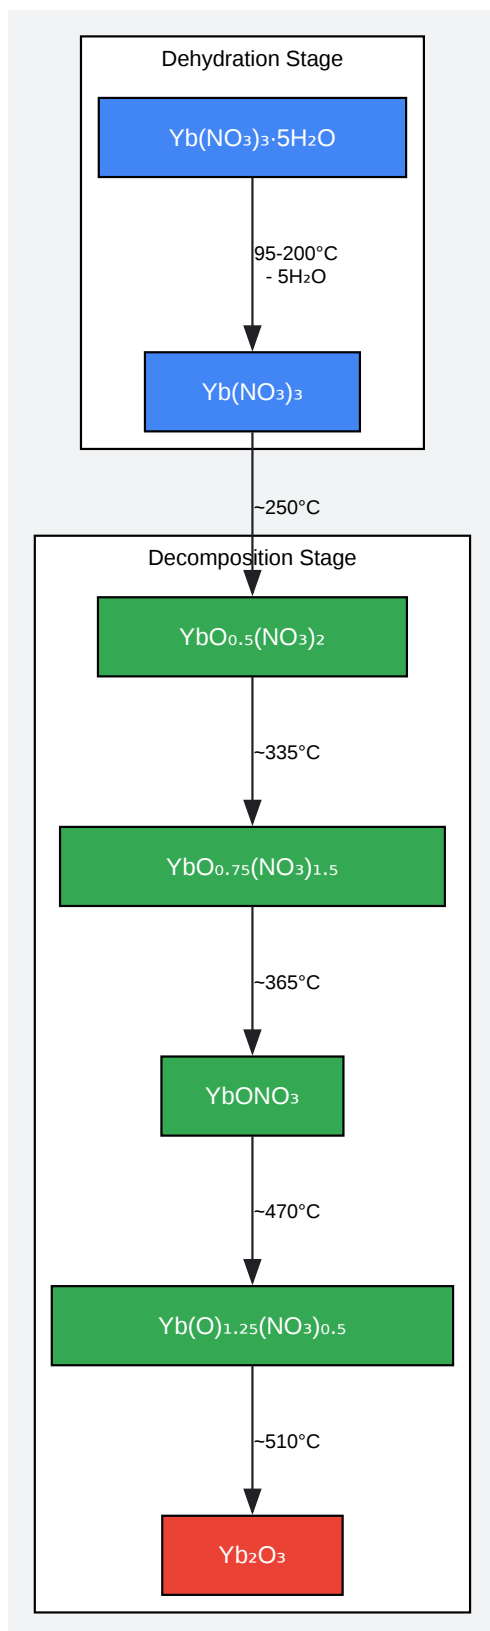 Dehydration Stage
Yb(NO₃)₃·5H₂O
95-200°C
- 5H₂O
Yb(NO₃)₃
~250°C
Decomposition Stage
YbO₀.₅(NO₃)₂
~335°C
YbO₀.₇₅(NO₃)₁.₅
~365°C
YbONO₃
~470°C
Yb(O)₁.₂₅(NO₃)₀.₅
~510°C
Yb₂O₃